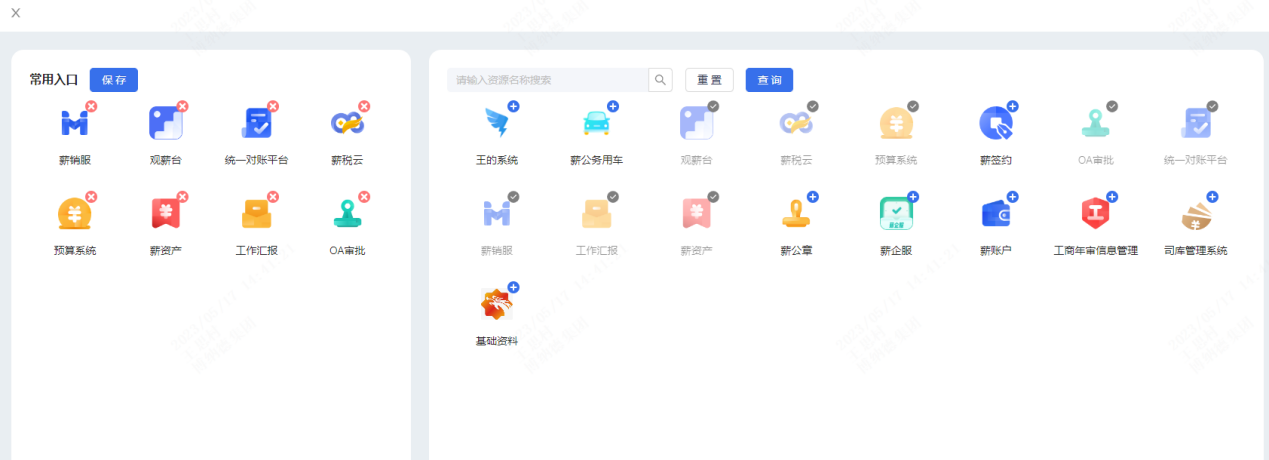 X
常用入口 保存
薪销服 观薪台 统一对账平台 薪税云
预算系统 薪资产 工作汇报 OA审批
请输入资源名称搜索 重置 查询
王的系统 薪公务用车 观薪台 薪税云 预算系统 薪签约 OA审批 统一对账平台
薪销服 工作汇报 薪资产 薪公章 薪企服 薪账户 工商年审信息管理 司库管理系统
基础资料